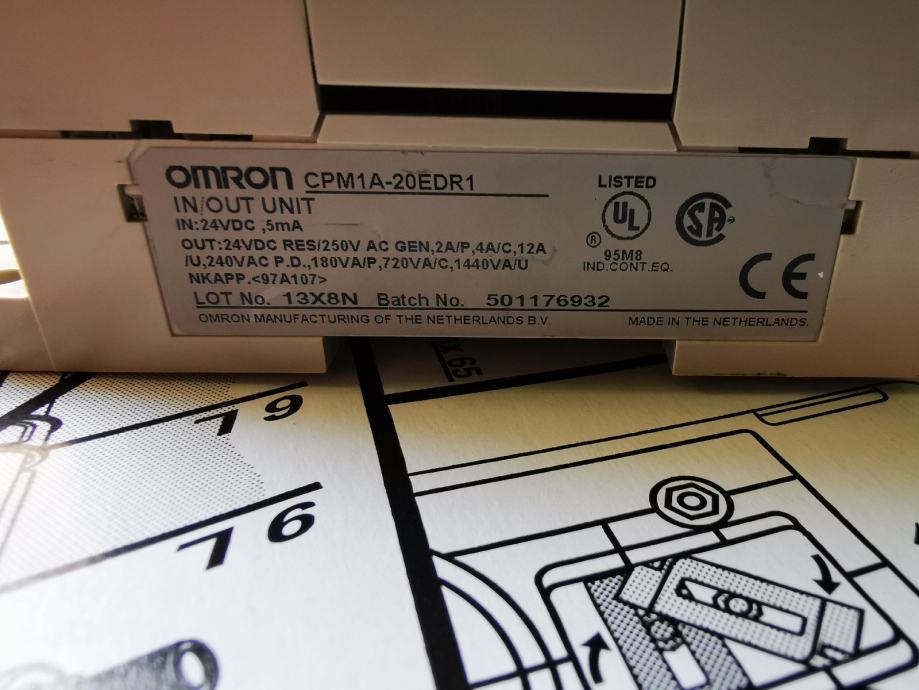 OMRON CPM1A-20EDR1
IN/OUT UNIT
IN:24VDC ,5mA
OUT:24VDC RES/250V AC GEN,2A/P,4A/C,12A
/U,240VAC P.D.,180VA/P,720VA/C,1440VA/U
NKAPP.<97A107>
LOT No. 13X8N Batch No. 501176932
OMRON MANUFACTURING OF THE NETHERLANDS B.V.
LISTED
UL
®
95M8
IND.CONT.EQ.
SA
CE
MADE IN THE NETHERLANDS.
x 65